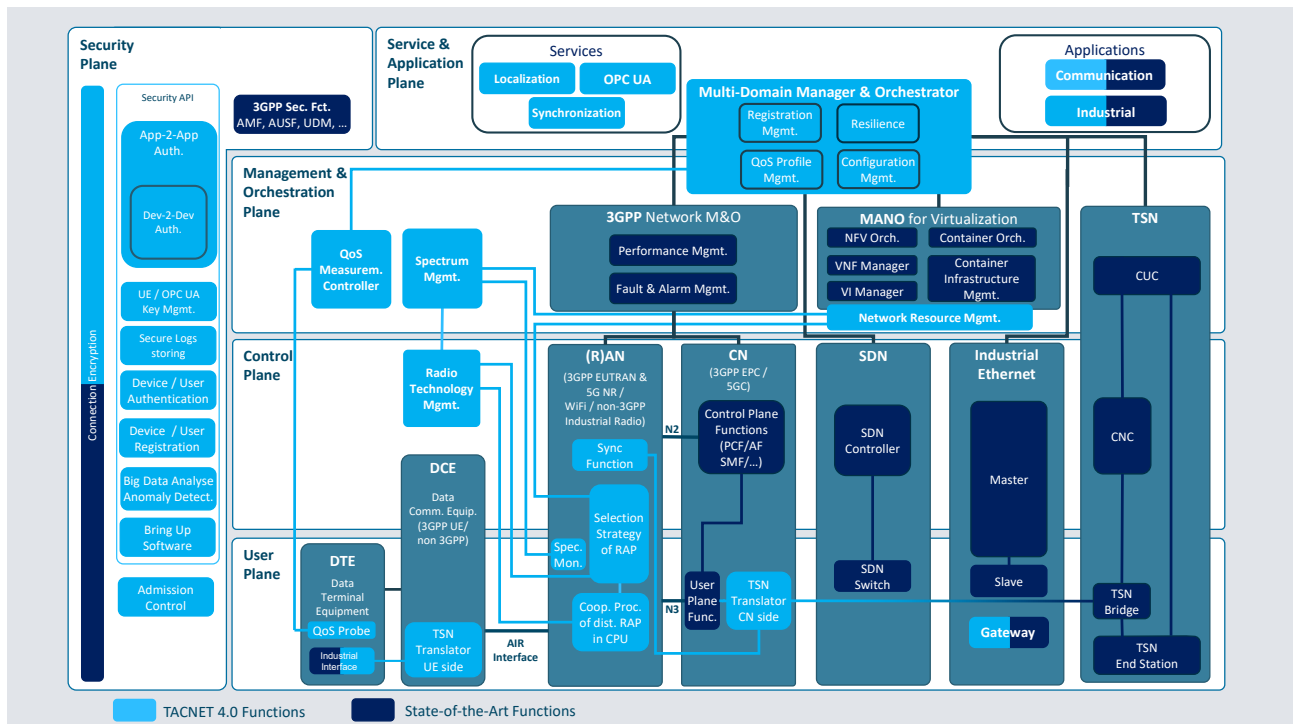 Security
Plane
Security API
App-2-App
Auth.
Dev-2-Dev
Auth.
UE / OPC UA
Key Mgmt.
Secure Logs
storing
Device / User
Authentication
Device / User
Registration
Big Data Analyse
Anomaly Detect.
Bring Up
Software
Admission
Control
Connection Encryption
3GPP Sec. Fct.
AMF, AUSF, UDM, …
Service &
Application
Plane
Services
Localization
OPC UA
Synchronization
Multi-Domain Manager & Orchestrator
Registration
Mgmt.
Resilience
QoS Profile
Mgmt.
Configuration
Mgmt.
Applications
Communication
Industrial
Management &
Orchestration
Plane
QoS
Measurem.
Controller
Spectrum
Mgmt.
3GPP Network M&O
Performance Mgmt.
Fault & Alarm Mgmt.
MANO for Virtualization
NFV Orch.
Container Orch.
VNF Manager
Container
Infrastructure
Mgmt.
VI Manager
Network Resource Mgmt.
TSN
CUC
CNC
TSN
Bridge
TSN
End Station
Control
Plane
Radio
Technology
Mgmt.
(R)AN
(3GPP EUTRAN &
5G NR /
WiFi / non-3GPP
Industrial Radio)
Sync
Function
Selection
Strategy
of RAP
Spec.
Mon.
Coop. Proc.
of dist. RAP
in CPU
N2
N3
CN
(3GPP EPC /
5GC)
Control Plane
Functions
(PCF/AF
SMF/…)
User
Plane
Func.
TSN
Translator
CN side
SDN
SDN
Controller
SDN
Switch
Industrial
Ethernet
Master
Slave
Gateway
User
Plane
DTE
Data
Terminal
Equipment
QoS Probe
Industrial
Interface
DCE
Data
Comm. Equip.
(3GPP UE/
non 3GPP)
TSN
Translator
UE side
AIR
Interface
TACNET 4.0 Functions
State-of-the-Art Functions